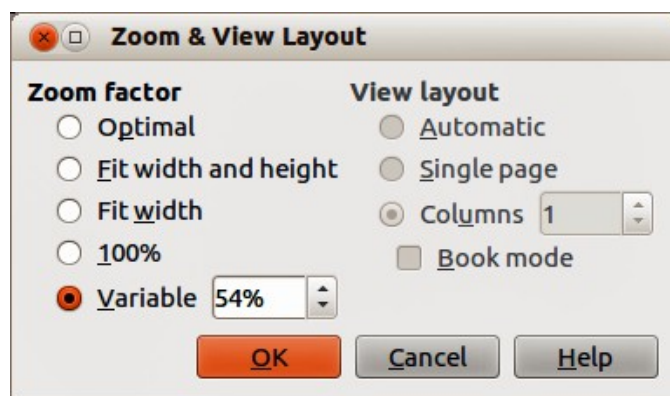 Zoom & View Layout
Zoom factor
Optimal
Fit width and height
Fit width
100%
Variable 54%
View layout
Automatic
Single page
Columns 1
Book mode
OK Cancel Help